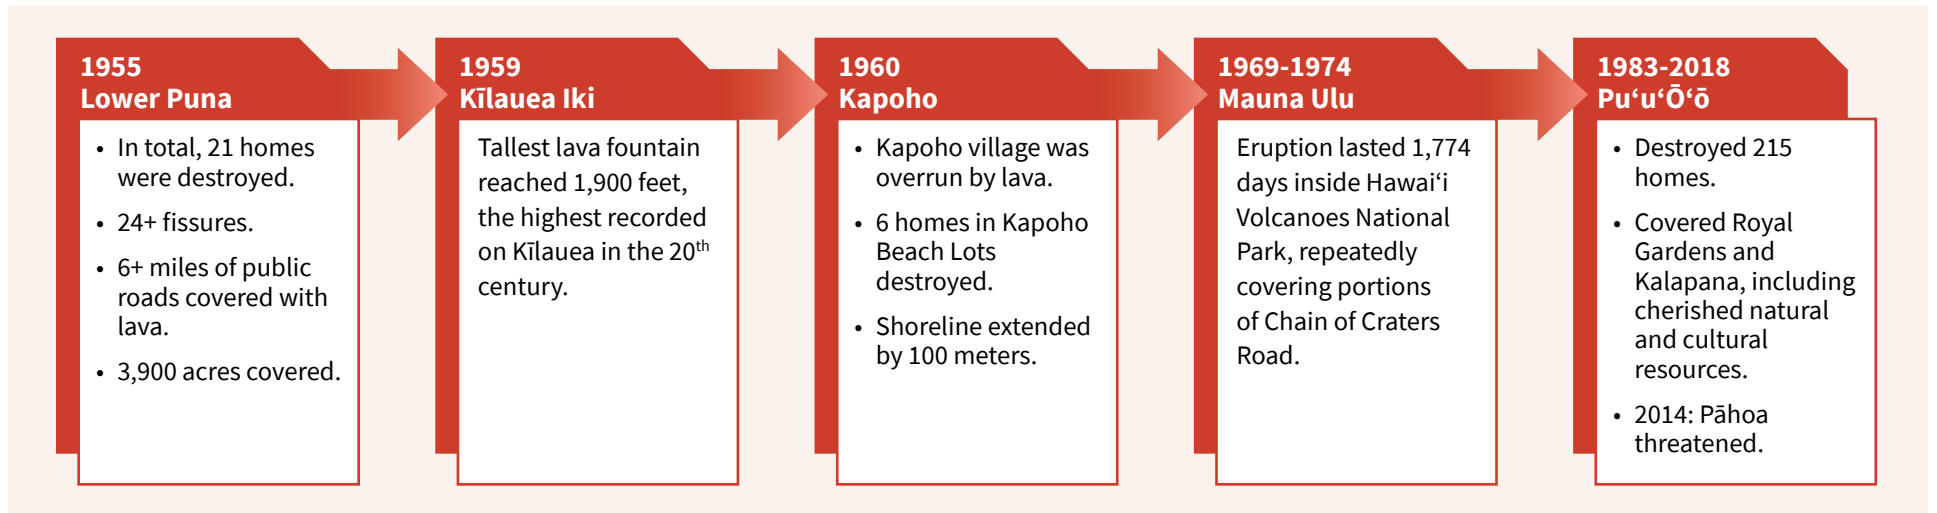 1955
Lower Puna
• In total, 21 homes
were destroyed.
• 24+ fissures.
• 6+ miles of public
roads covered with
lava.
• 3,900 acres covered.
1959
Kīlauea Iki
Tallest lava fountain
reached 1,900 feet,
the highest recorded
on Kīlauea in the 20th
century.
1960
Kapoho
• Kapoho village was
overrun by lava.
• 6 homes in Kapoho
Beach Lots
destroyed.
• Shoreline extended
by 100 meters.
1969-1974
Mauna Ulu
Eruption lasted 1,774
days inside Hawaiʻi
Volcanoes National
Park, repeatedly
covering portions
of Chain of Craters
Road.
1983-2018
PuʻuʻŌʻō
• Destroyed 215
homes.
• Covered Royal
Gardens and
Kalapana, including
cherished natural
and cultural
resources.
• 2014: Pāhoa
threatened.